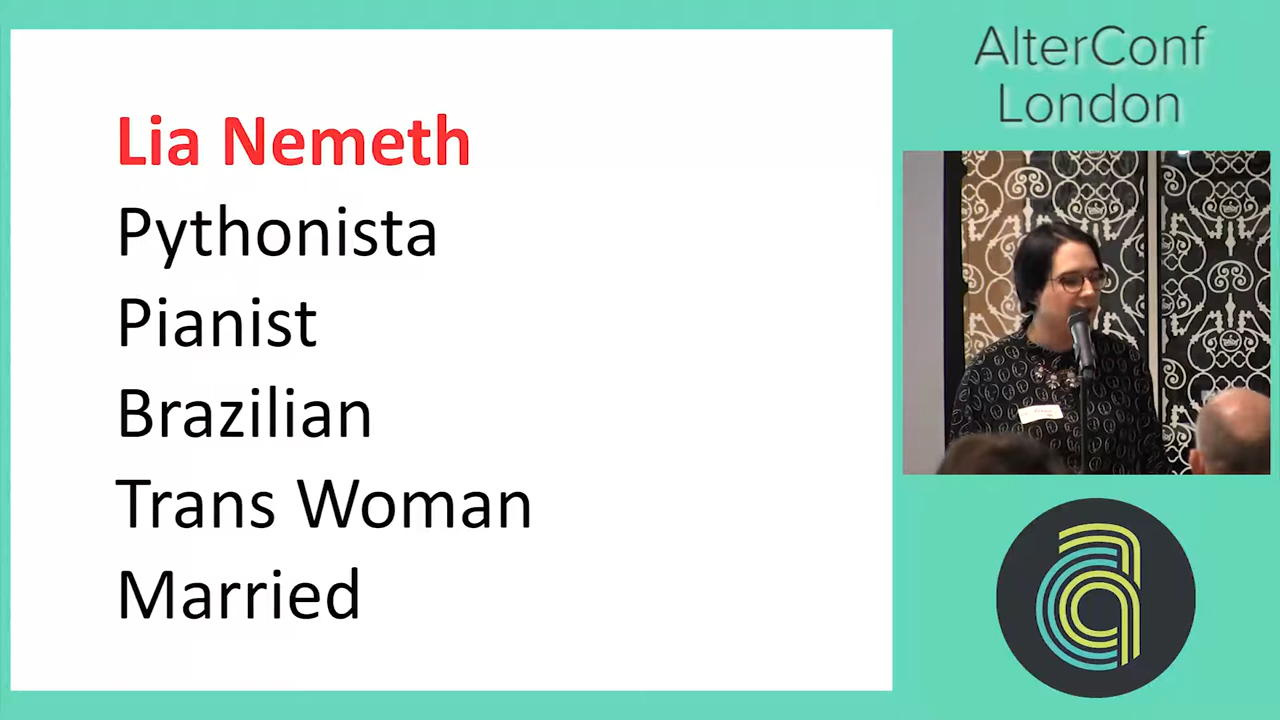 Lia Nemeth
Pythonista
Pianist
Brazilian
Trans Woman
Married
AlterConf
London